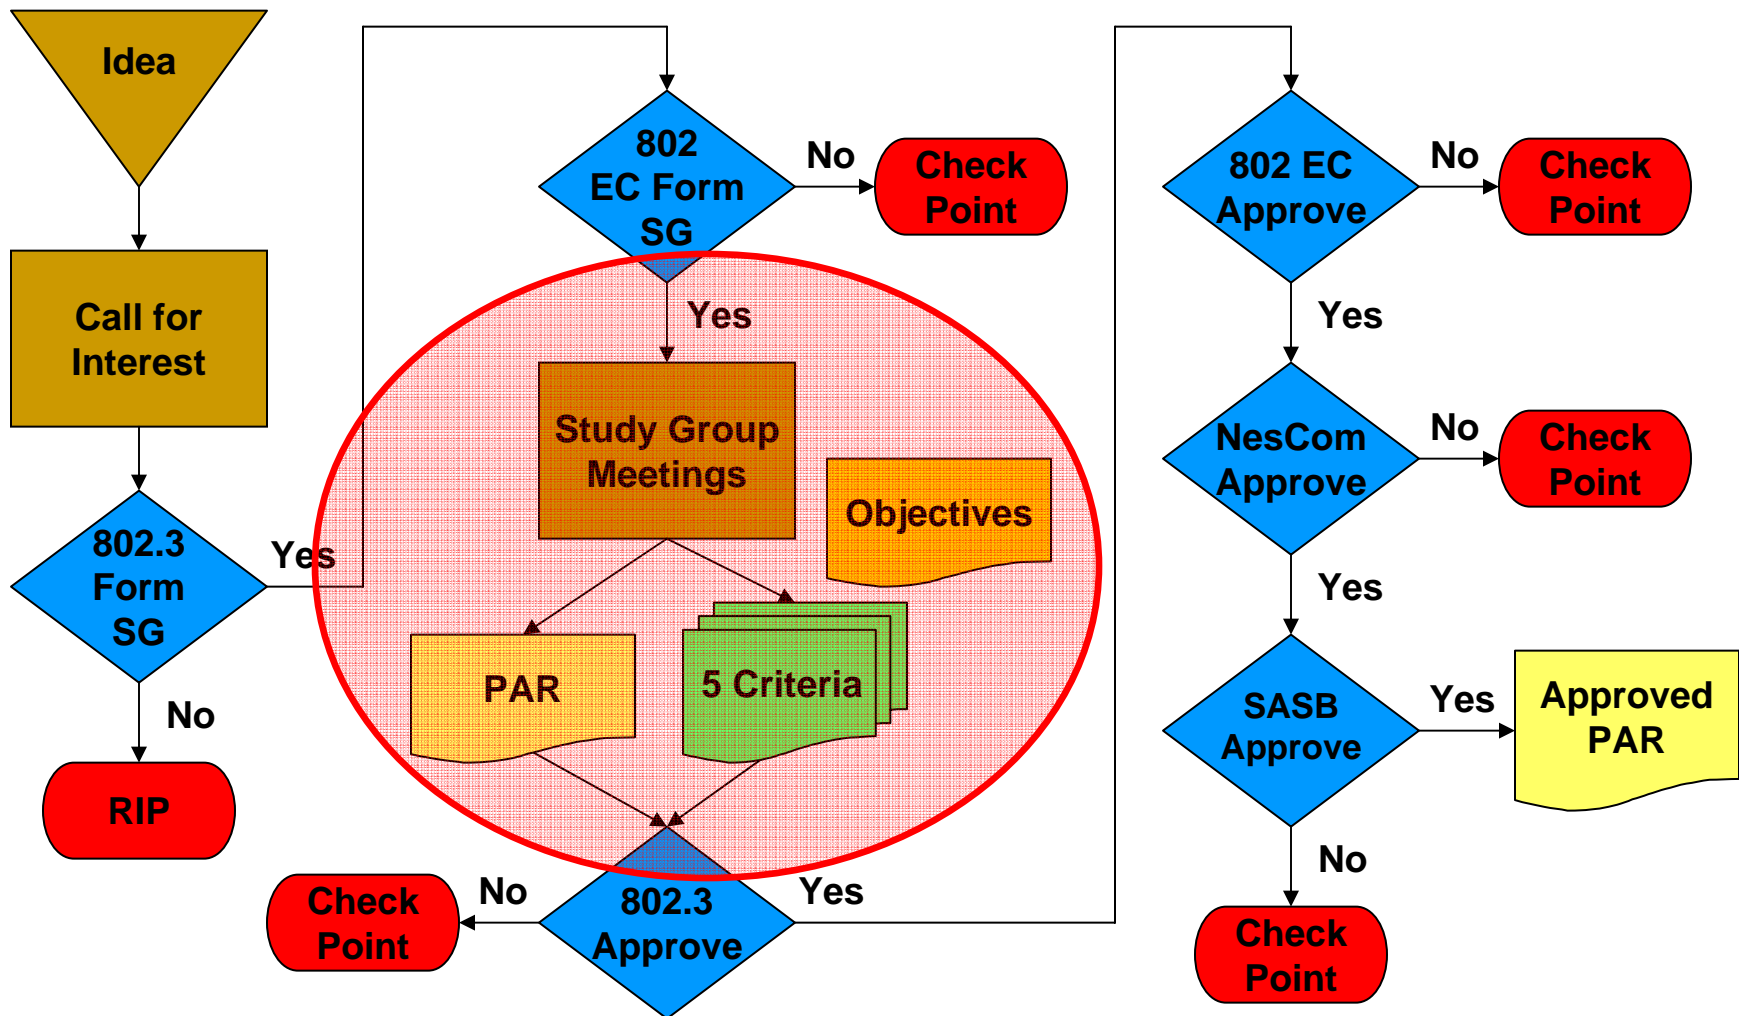 Idea
Call for
Interest
802.3
Form
SG
Yes
No
RIP
802
EC Form
SG
No
Check
Point
Yes
Study Group
Meetings
Objectives
PAR
5 Criteria
802.3
Approve
No
Check
Point
Yes
802 EC
Approve
No
Check
Point
Yes
NesCom
Approve
No
Check
Point
Yes
SASB
Approve
Yes
Approved
PAR
No
Check
Point